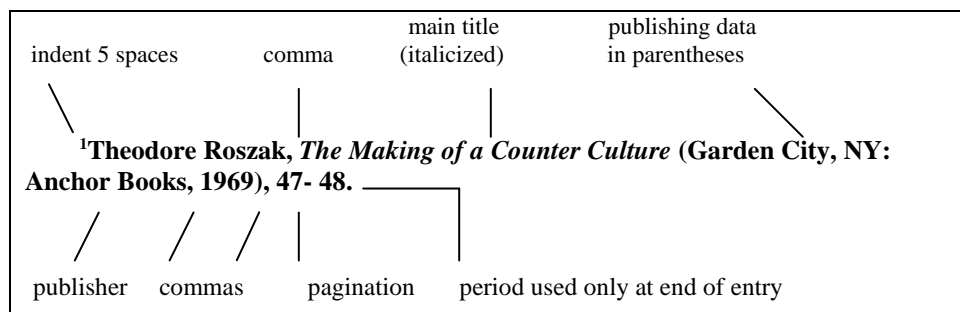 main title publishing data
indent 5 spaces comma (italicized) in parentheses
¹Theodore Roszak, The Making of a Counter Culture (Garden City, NY:
Anchor Books, 1969), 47- 48.
publisher commas pagination period used only at end of entry